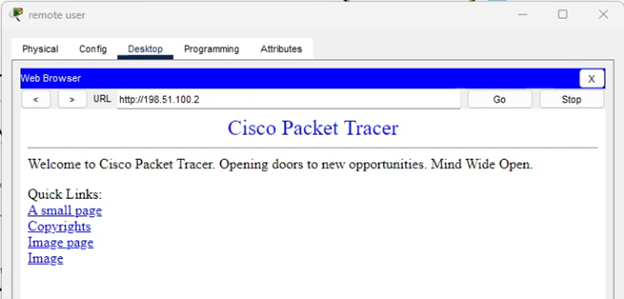 remote user
Physical Config Desktop Programming Attributes
Web Browser X
< > URL http://198.51.100.2 Go Stop
Cisco Packet Tracer
Welcome to Cisco Packet Tracer. Opening doors to new opportunities. Mind Wide Open.
Quick Links:
A small page
Copyrights
Image page
Image